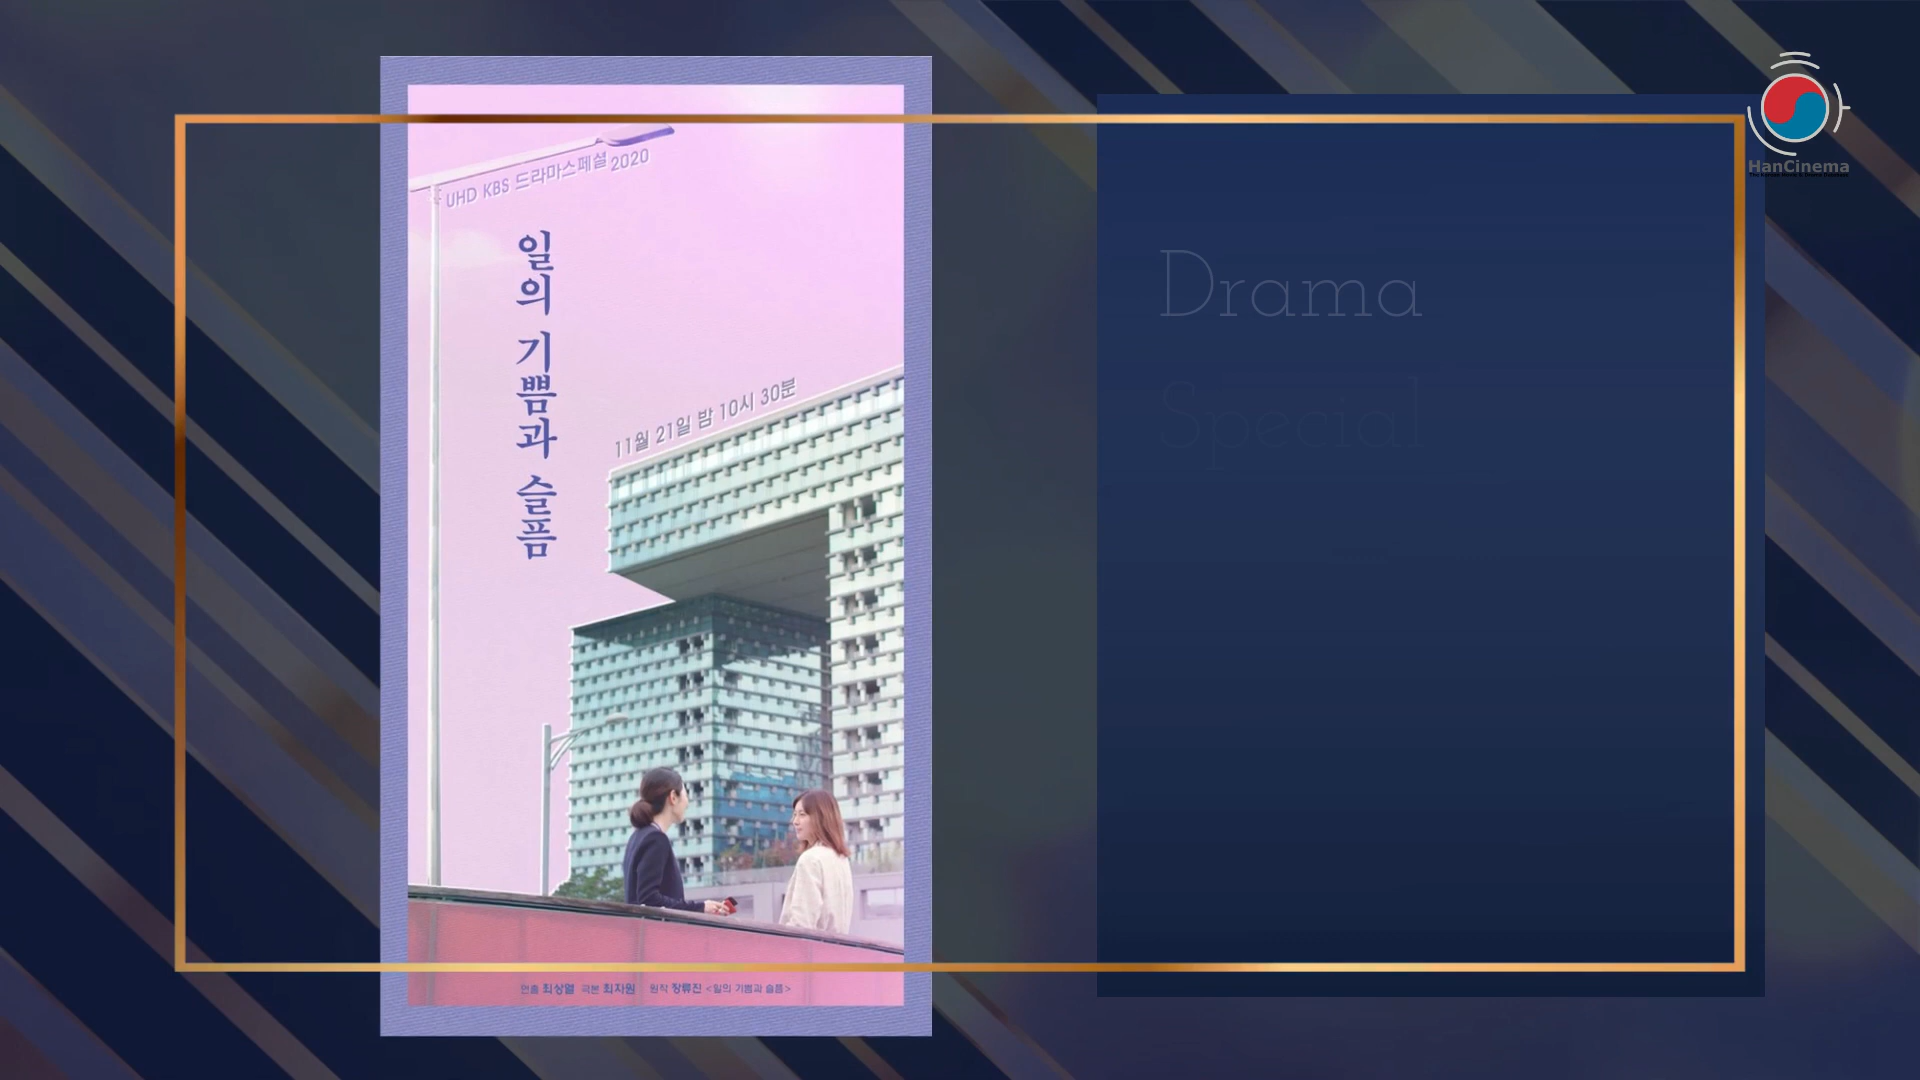 UHD KBS 드라마스페셜 2020
일의 기쁨과 슬픔
11월 21일 밤 10시 30분
연출 최상열 극본 최자원 원작 장류진 <일의 기쁨과 슬픔>
Drama
Special
HanCinema